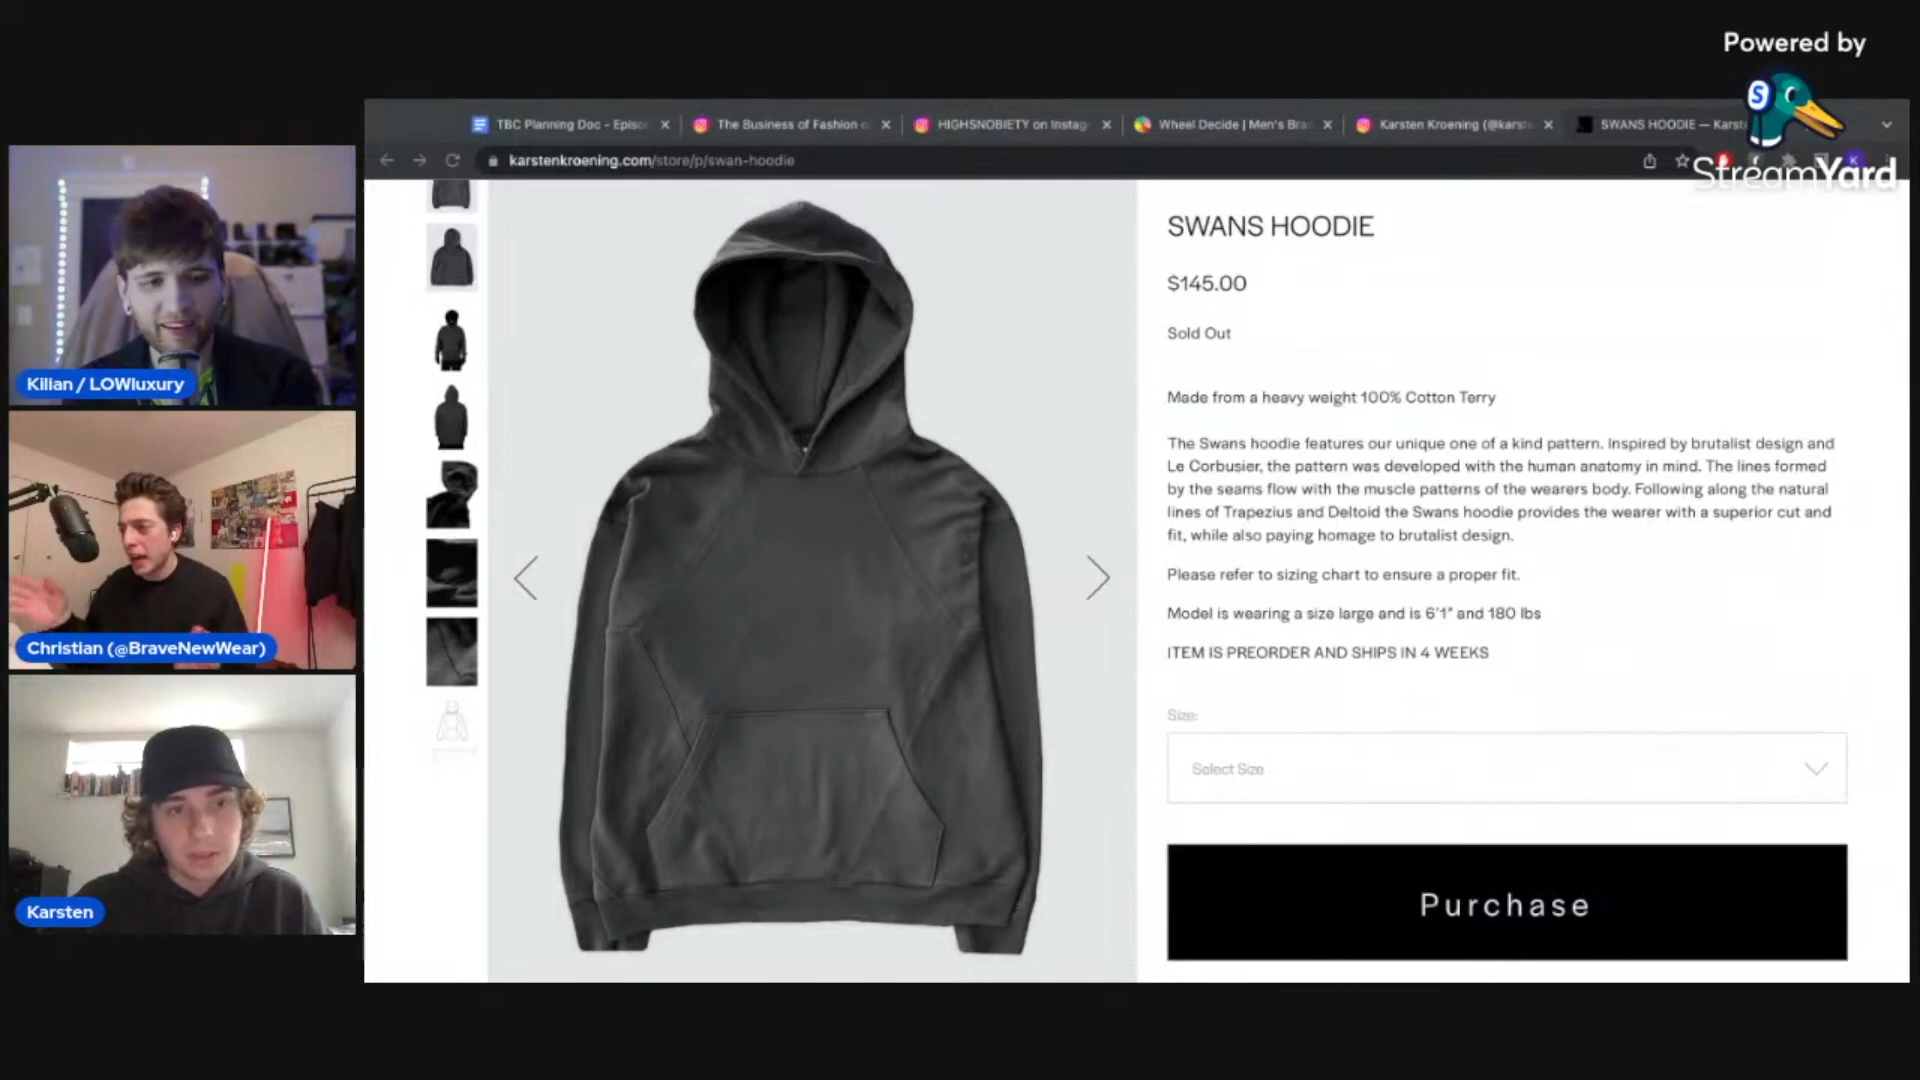 Powered by
StreamYard
TBC Planning Doc - Episo
The Business of Fashion
HIGHSNOBIETY on Instag
Wheel Decide | Men's Bra
Karsten Kroening (@karst
SWANS HOODIE — Karst
karstenkroening.com/store/p/swan-hoodie
SWANS HOODIE
$145.00
Sold Out
Made from a heavy weight 100% Cotton Terry
The Swans hoodie features our unique one of a kind pattern. Inspired by brutalist design and
Le Corbusier, the pattern was developed with the human anatomy in mind. The lines formed
by the seams flow with the muscle patterns of the wearers body. Following along the natural
lines of Trapezius and Deltoid the Swans hoodie provides the wearer with a superior cut and
fit, while also paying homage to brutalist design.
Please refer to sizing chart to ensure a proper fit.
Model is wearing a size large and is 6'1" and 180 lbs
ITEM IS PREORDER AND SHIPS IN 4 WEEKS
Size:
Select Size
Purchase
Kilian / LOWluxury
Christian (@BraveNewWear)
Karsten